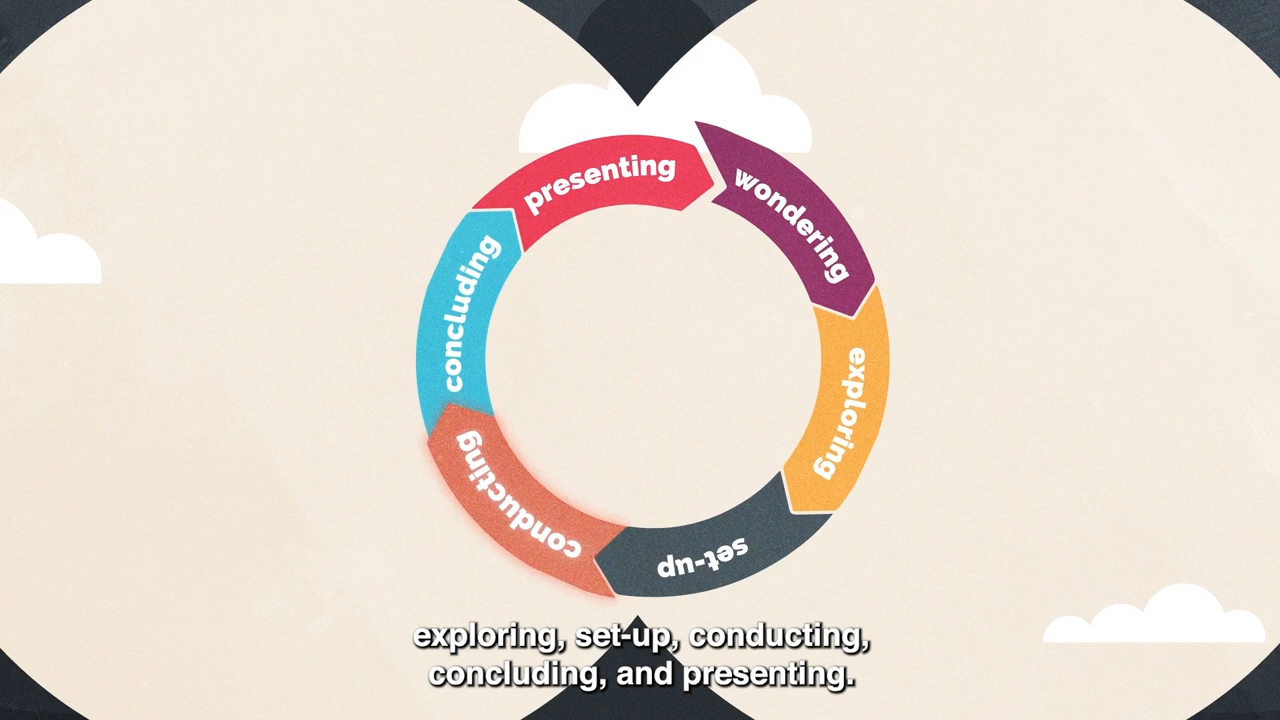 presenting
wondering
exploring
set-up
conducting
concluding
exploring, set-up, conducting,
concluding, and presenting.